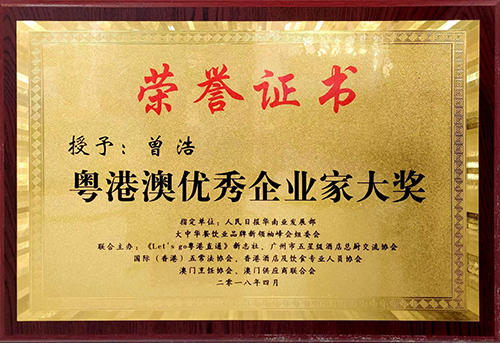 荣誉证书
授予：曾浩
粤港澳优秀企业家大奖
指定单位：人民日报华南业发展部
大中华餐饮业品牌新领袖峰会组委会
联合主办：《Let's go粤港直通》新志社、广州市五星级酒店总厨交流协会
国际（香港）五常法协会、香港酒店及饮食专业人员协会
澳门烹饪协会、澳门供应商联合会
二零一八年四月